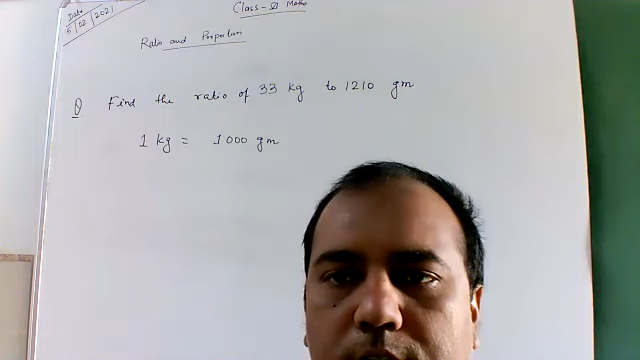 Date
5/02/2021
Class - VI Maths
Ratio and Proportion
Q Find the ratio of 33 kg to 1210 gm
1 kg = 1000 gm